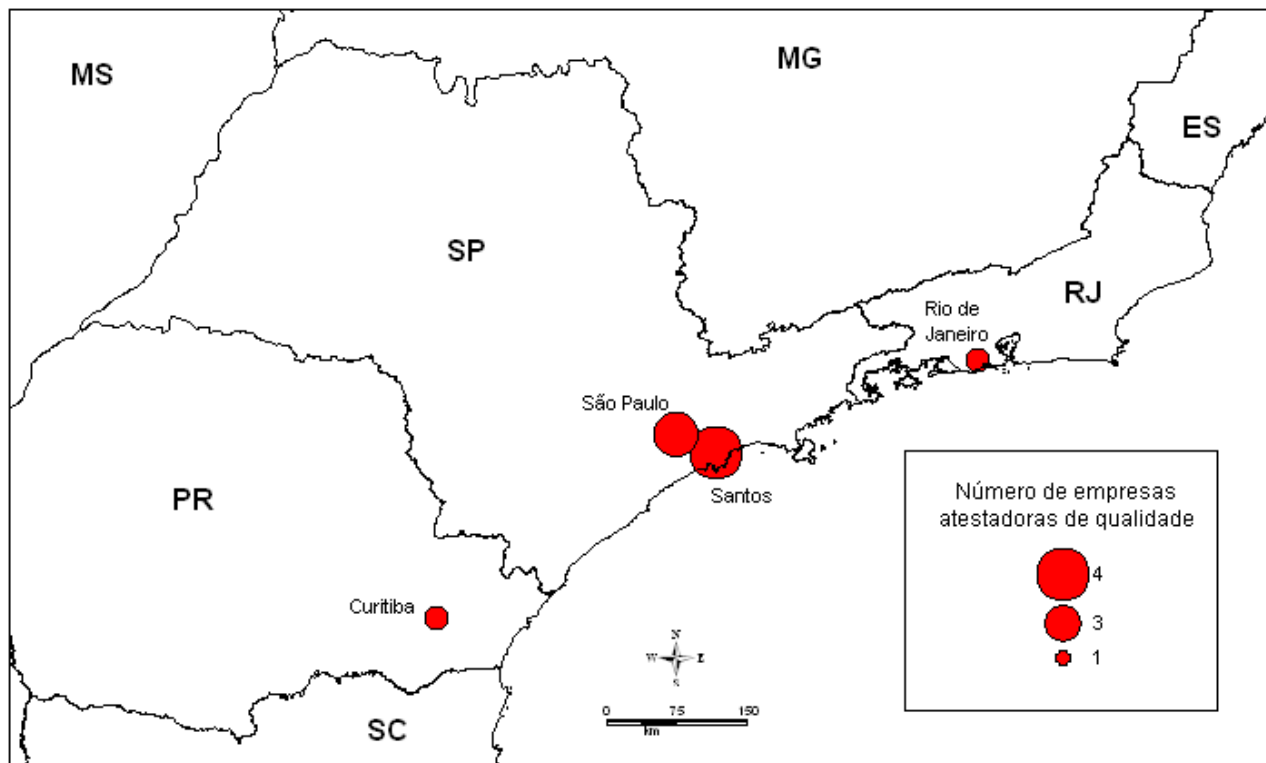 MS
MG
ES
SP
RJ
Rio de
Janeiro
São Paulo
Santos
PR
Curitiba
SC
N
W E
S
0 75 150
km
Número de empresas
atestadoras de qualidade
4
3
1